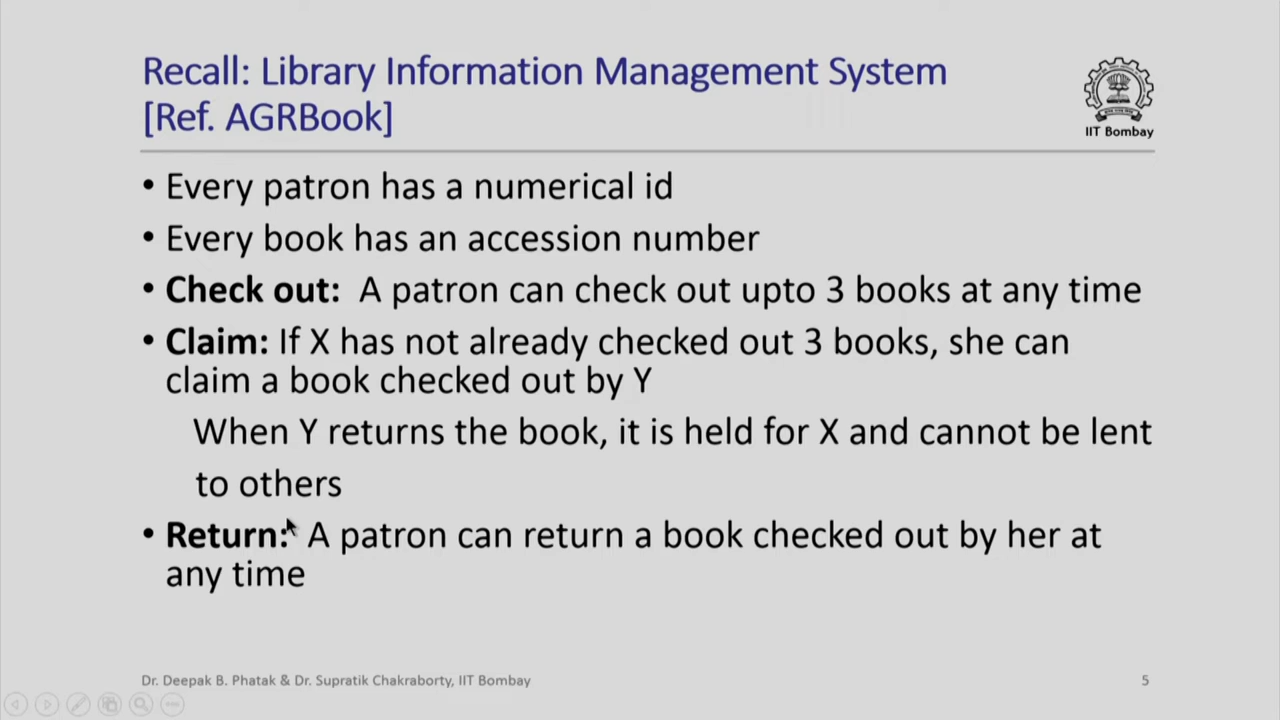 Recall: Library Information Management System
[Ref. AGRBook]
IIT Bombay
• Every patron has a numerical id
• Every book has an accession number
• Check out: A patron can check out upto 3 books at any time
• Claim: If X has not already checked out 3 books, she can
claim a book checked out by Y
When Y returns the book, it is held for X and cannot be lent
to others
• Return: A patron can return a book checked out by her at
any time
Dr. Deepak B. Phatak & Dr. Supratik Chakraborty, IIT Bombay
5